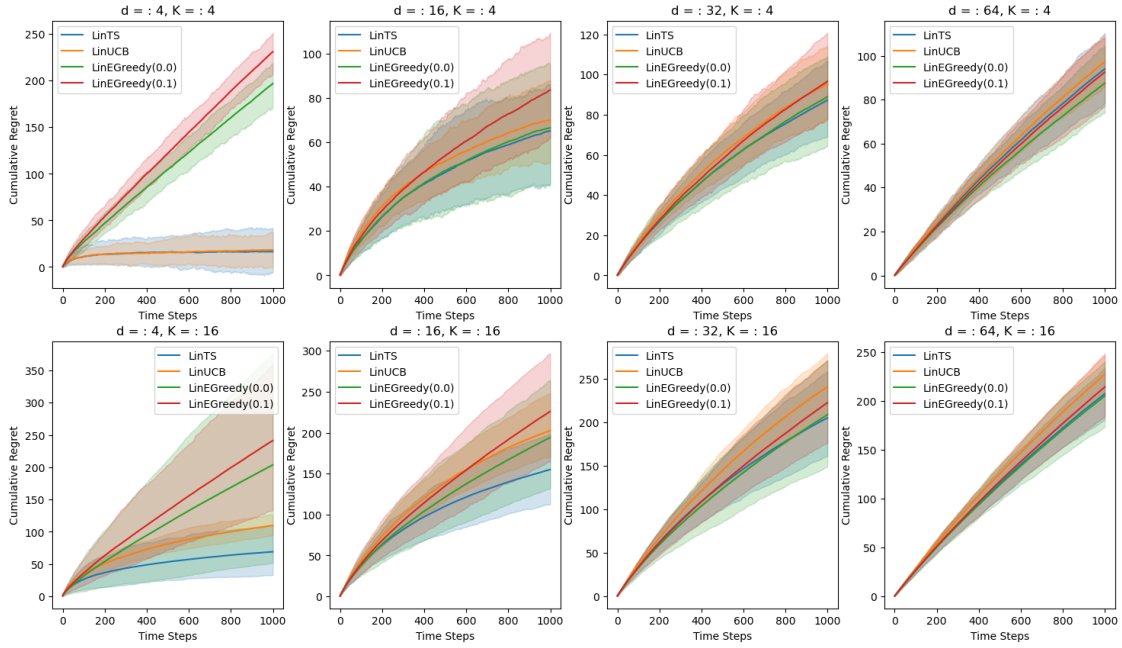 d = : 4, K = : 4
Cumulative Regret
250
200
150
100
50
0
LinTS
LinUCB
LinEGreedy(0.0)
LinEGreedy(0.1)
0 200 400 600 800 1000
Time Steps
d = : 16, K = : 4
Cumulative Regret
100
80
60
40
20
0
LinTS
LinUCB
LinEGreedy(0.0)
LinEGreedy(0.1)
0 200 400 600 800 1000
Time Steps
d = : 32, K = : 4
Cumulative Regret
120
100
80
60
40
20
0
LinTS
LinUCB
LinEGreedy(0.0)
LinEGreedy(0.1)
0 200 400 600 800 1000
Time Steps
d = : 64, K = : 4
Cumulative Regret
100
80
60
40
20
0
LinTS
LinUCB
LinEGreedy(0.0)
LinEGreedy(0.1)
0 200 400 600 800 1000
Time Steps
d = : 4, K = : 16
Cumulative Regret
350
300
250
200
150
100
50
0
LinTS
LinUCB
LinEGreedy(0.0)
LinEGreedy(0.1)
0 200 400 600 800 1000
Time Steps
d = : 16, K = : 16
Cumulative Regret
300
250
200
150
100
50
0
LinTS
LinUCB
LinEGreedy(0.0)
LinEGreedy(0.1)
0 200 400 600 800 1000
Time Steps
d = : 32, K = : 16
Cumulative Regret
250
200
150
100
50
0
LinTS
LinUCB
LinEGreedy(0.0)
LinEGreedy(0.1)
0 200 400 600 800 1000
Time Steps
d = : 64, K = : 16
Cumulative Regret
250
200
150
100
50
0
LinTS
LinUCB
LinEGreedy(0.0)
LinEGreedy(0.1)
0 200 400 600 800 1000
Time Steps